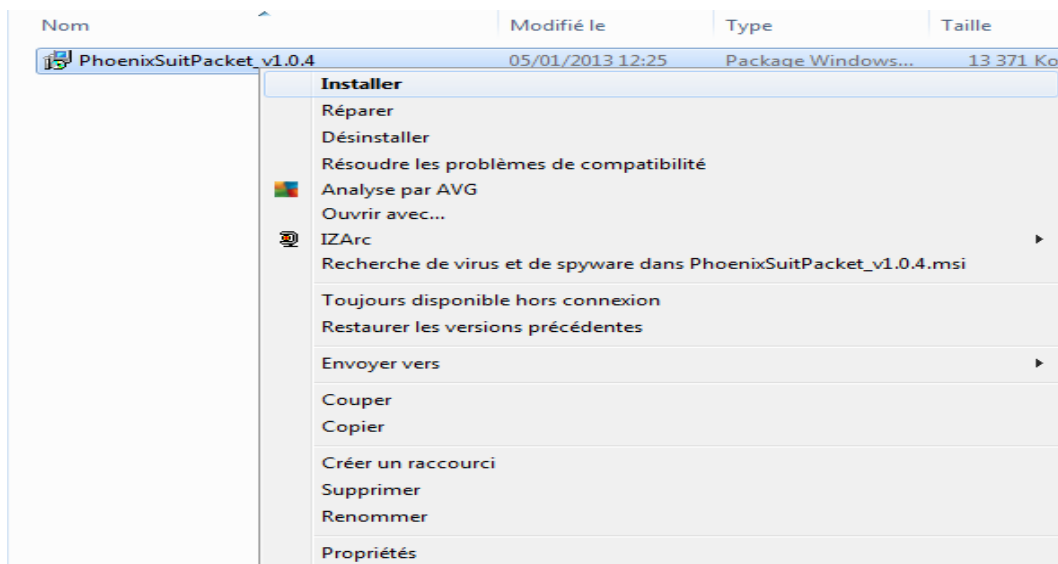 Nom Modifié le Type Taille
PhoenixSuitPacket_v1.0.4 05/01/2013 12:25 Package Windows... 13 371 Ko
Installer
Réparer
Désinstaller
Résoudre les problèmes de compatibilité
Analyse par AVG
Ouvrir avec...
IZArc
Recherche de virus et de spyware dans PhoenixSuitPacket_v1.0.4.msi
Toujours disponible hors connexion
Restaurer les versions précédentes
Envoyer vers
Couper
Copier
Créer un raccourci
Supprimer
Renommer
Propriétés